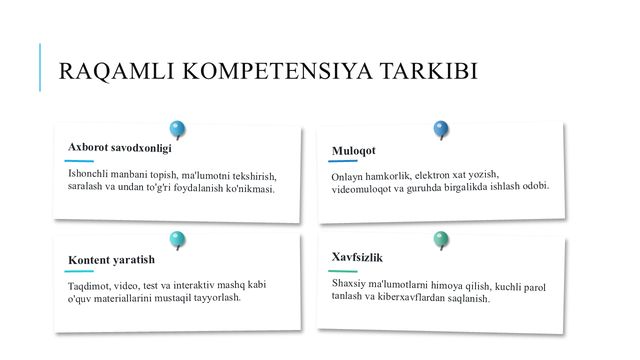 RAQAMLI KOMPETENSIYA TARKIBI
Axborot savodxonligi
Ishonchli manbani topish, ma'lumotni tekshirish,
saralash va undan to'g'ri foydalanish ko'nikmasi.
Muloqot
Onlayn hamkorlik, elektron xat yozish,
videomuloqot va guruhda birgalikda ishlash odobi.
Kontent yaratish
Taqdimot, video, test va interaktiv mashq kabi
o'quv materiallarini mustaqil tayyorlash.
Xavfsizlik
Shaxsiy ma'lumotlarni himoya qilish, kuchli parol
tanlash va kiberxavflardan saqlanish.